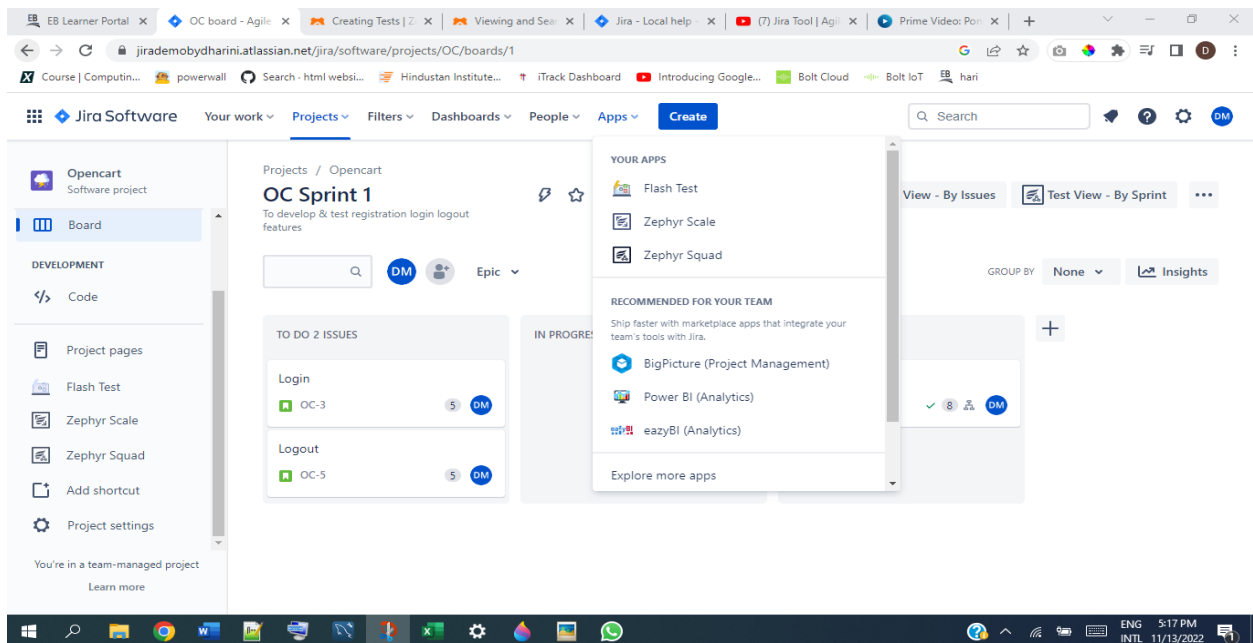 EB Learner Portal
OC board - Agile
Creating Tests | Z
Viewing and Sear
Jira - Local help -
(7) Jira Tool | Agil
Prime Video: Pon
jirademobydharini.atlassian.net/jira/software/projects/OC/boards/1
D
Course | Computin...
powerwall
Search · html websi...
Hindustan Institute...
iTrack Dashboard
Introducing Google...
Bolt Cloud
Bolt IoT
EB hari
Jira Software
Your work
Projects
Filters
Dashboards
People
Apps
Create
Search
DM
Opencart
Software project
Board
DEVELOPMENT
Code
Project pages
Flash Test
Zephyr Scale
Zephyr Squad
Add shortcut
Project settings
You're in a team-managed project
Learn more
Projects / Opencart
OC Sprint 1
To develop & test registration login logout
features
DM
Epic
View - By Issues
Test View - By Sprint
GROUP BY None
Insights
TO DO 2 ISSUES
Login
OC-3 5 DM
Logout
OC-5 5 DM
IN PROGRES
8 DM
YOUR APPS
Flash Test
Zephyr Scale
Zephyr Squad
RECOMMENDED FOR YOUR TEAM
Ship faster with marketplace apps that integrate your
team's tools with Jira.
BigPicture (Project Management)
Power BI (Analytics)
eazyBI (Analytics)
Explore more apps
ENG 5:17 PM
INTL 11/13/2022